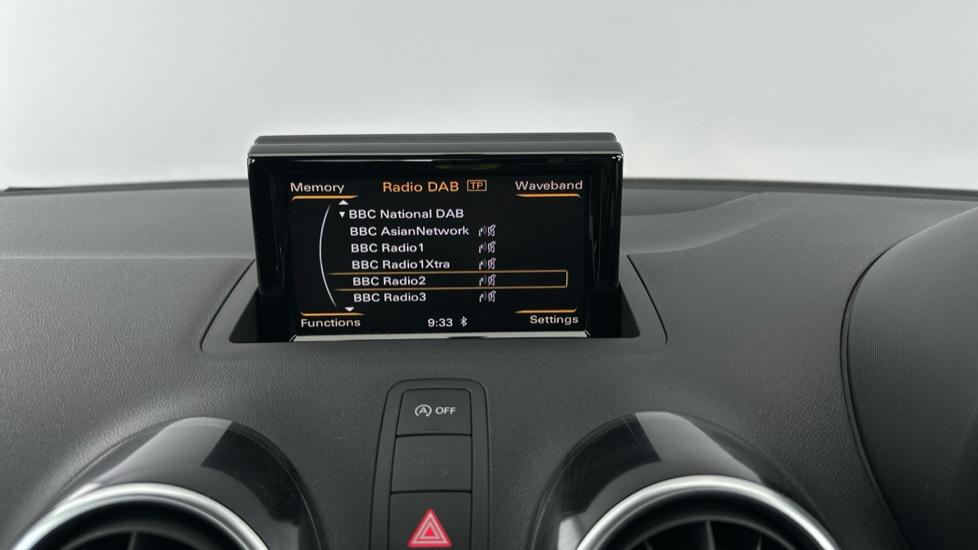 Memory Radio DAB TP Waveband
BBC National DAB
BBC AsianNetwork
BBC Radio1
BBC Radio1Xtra
BBC Radio2
BBC Radio3
Functions 9:33 Settings
A OFF